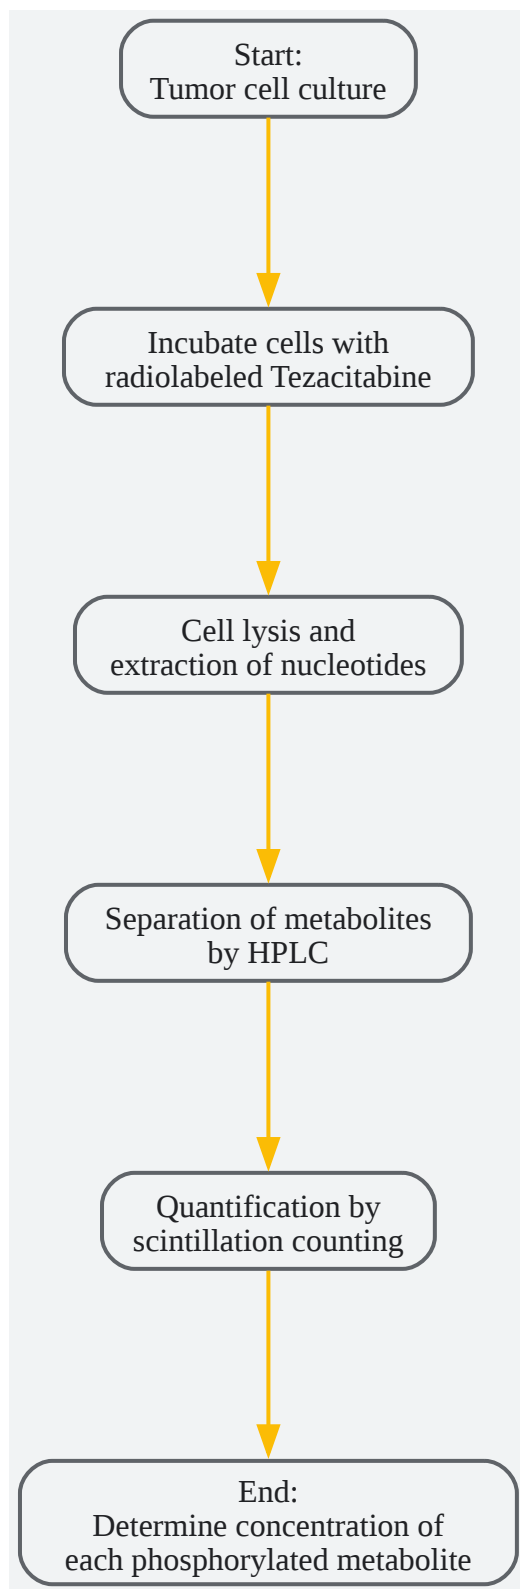 Start:
Tumor cell culture
Incubate cells with
radiolabeled Tezacitabine
Cell lysis and
extraction of nucleotides
Separation of metabolites
by HPLC
Quantification by
scintillation counting
End:
Determine concentration of
each phosphorylated metabolite